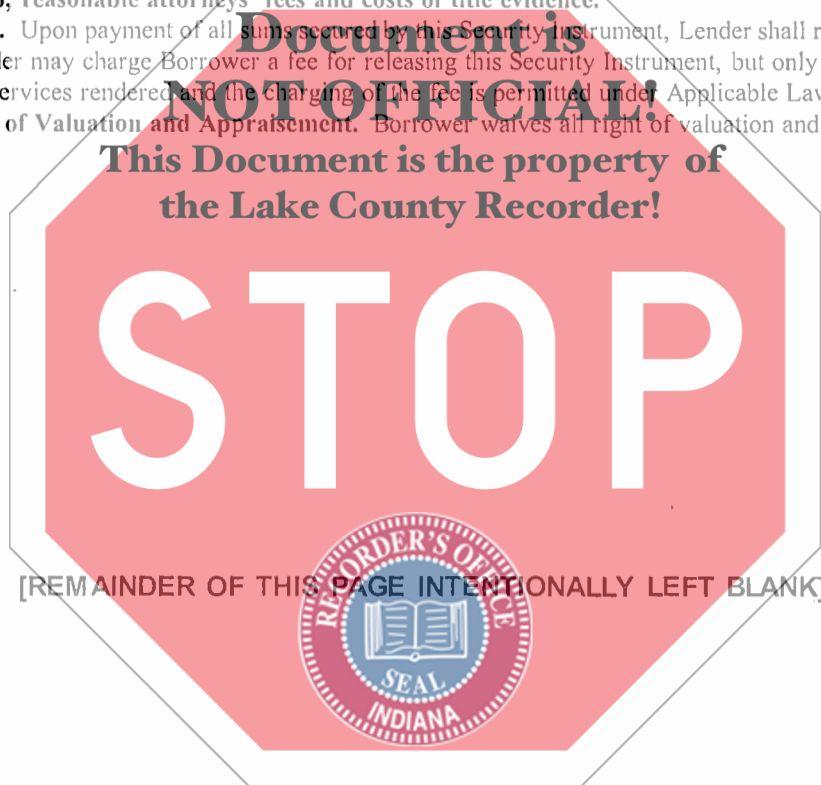 reasonable attorneys' fees and costs of title evidence.
. Upon payment of all sums secured by this Security Instrument, Lender shall r
er may charge Borrower a fee for releasing this Security Instrument, but only
ervices rendered and the charging of the fee is permitted under Applicable Law
of Valuation and Appraisement. Borrower waives all right of valuation and
Document is
NOT OFFICIAL!
This Document is the property of
the Lake County Recorder!
STOP
[REMAINDER OF THIS PAGE INTENTIONALLY LEFT BLANK]
RECORDER'S OFFICE
SEAL
INDIANA